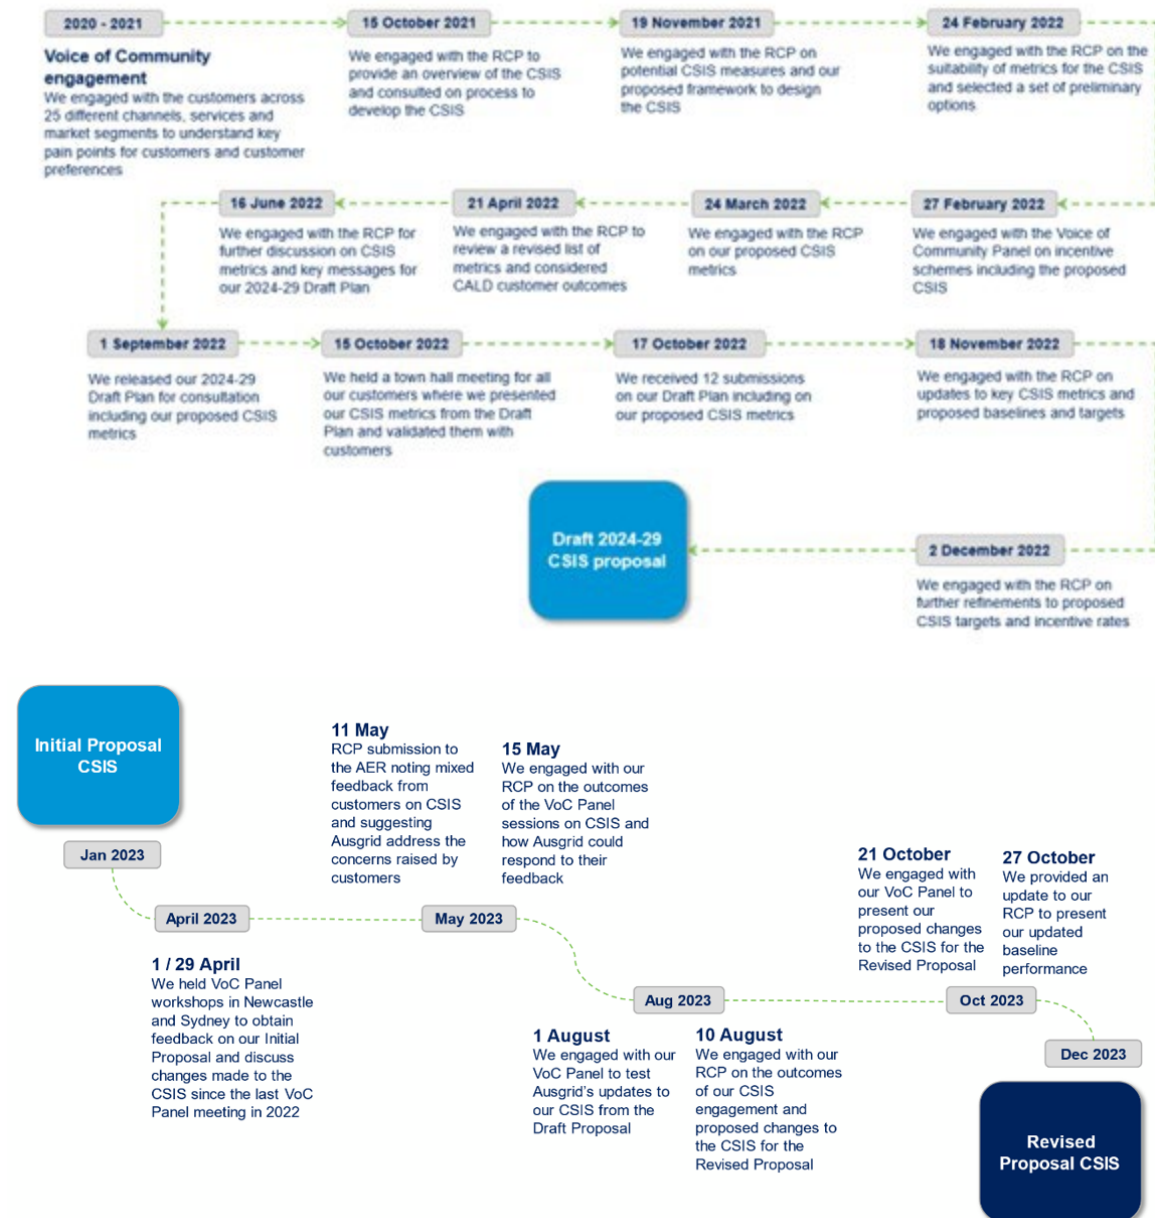 2020 - 2021
Voice of Community
engagement
We engaged with the customers across
25 different channels, services and
market segments to understand key
pain points for customers and customer
preferences
15 October 2021
We engaged with the RCP to
provide an overview of the CSIS
and consulted on process to
develop the CSIS
19 November 2021
We engaged with the RCP on
potential CSIS measures and our
proposed framework to design
the CSIS
24 February 2022
We engaged with the RCP on the
suitability of metrics for the CSIS
and selected a set of preliminary
options
27 February 2022
We engaged with the Voice of
Community Panel on incentive
schemes including the proposed
CSIS
24 March 2022
We engaged with the RCP
on our proposed CSIS
metrics
21 April 2022
We engaged with the RCP to
review a revised list of
metrics and considered
CALD customer outcomes
16 June 2022
We engaged with the RCP for
further discussion on CSIS
metrics and key messages for
our 2024-29 Draft Plan
1 September 2022
We released our 2024-29
Draft Plan for consultation
including our proposed CSIS
metrics
15 October 2022
We held a town hall meeting for all
our customers where we presented
our CSIS metrics from the Draft
Plan and validated them with
customers
17 October 2022
We received 12 submissions
on our Draft Plan including on
our proposed CSIS metrics
18 November 2022
We engaged with the RCP on
updates to key CSIS metrics and
proposed baselines and targets
2 December 2022
We engaged with the RCP on
further refinements to proposed
CSIS targets and incentive rates
Draft 2024-29
CSIS proposal
Initial Proposal
CSIS
Jan 2023
April 2023
1 / 29 April
We held VoC Panel
workshops in Newcastle
and Sydney to obtain
feedback on our Initial
Proposal and discuss
changes made to the
CSIS since the last VoC
Panel meeting in 2022
11 May
RCP submission to
the AER noting mixed
feedback from
customers on CSIS
and suggesting
Ausgrid address the
concerns raised by
customers
15 May
We engaged with our
RCP on the outcomes
of the VoC Panel
sessions on CSIS and
how Ausgrid could
respond to their
feedback
May 2023
Aug 2023
1 August
We engaged with our
VoC Panel to test
Ausgrid's updates to
our CSIS from the
Draft Proposal
10 August
We engaged with our
RCP on the outcomes
of our CSIS
engagement and
proposed changes to
the CSIS for the
Revised Proposal
21 October
We engaged with
our VoC Panel to
present our
proposed changes
to the CSIS for the
Revised Proposal
27 October
We provided an
update to our
RCP to present
our updated
baseline
performance
Oct 2023
Dec 2023
Revised
Proposal CSIS